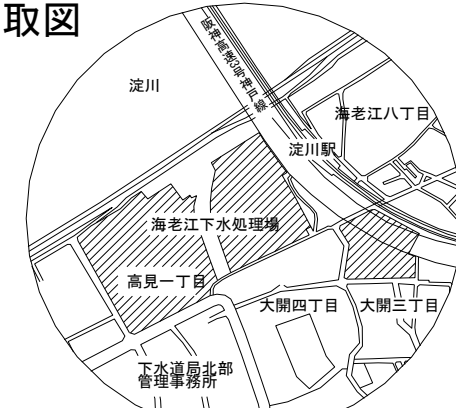 取図
淀川
阪神高速3号神戸線
海老江八丁目
淀川駅
海老江下水処理場
高見一丁目
大開四丁目
大開三丁目
下水道局北部
管理事務所